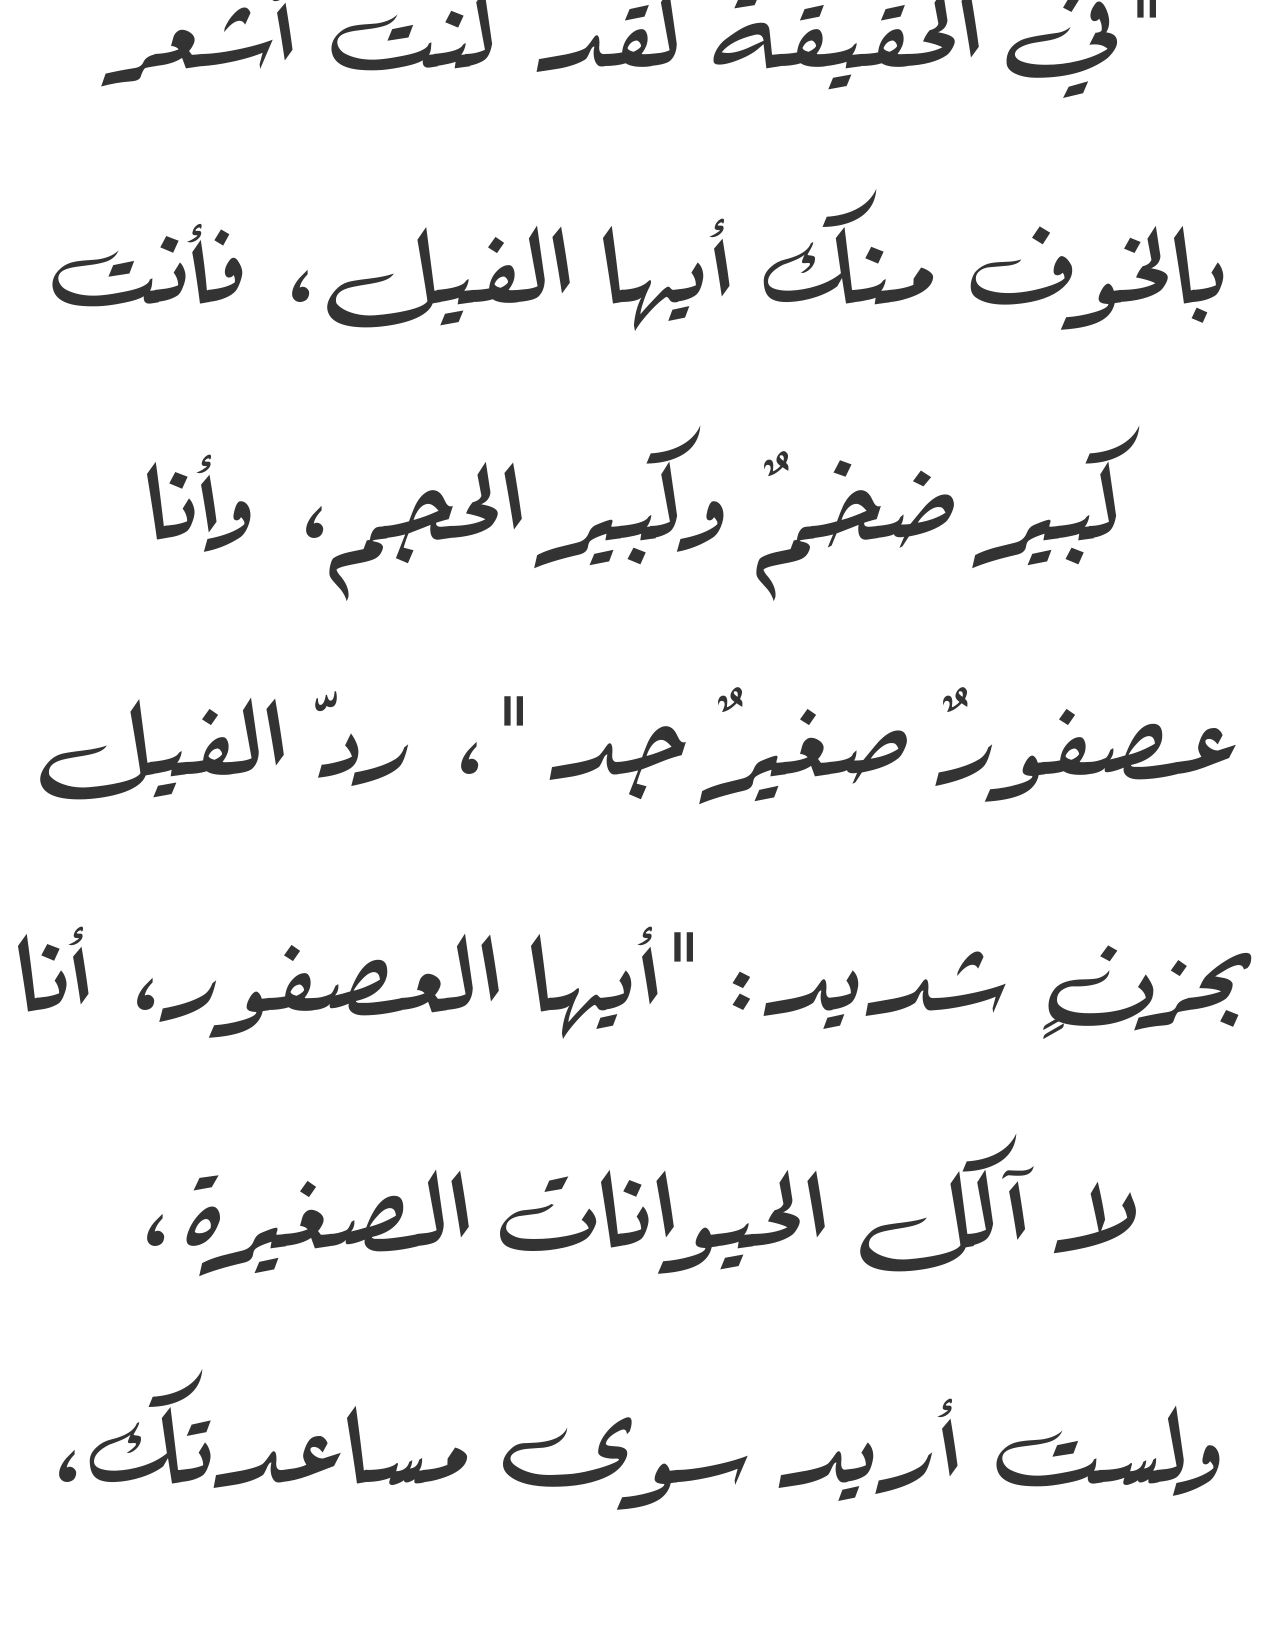 "في الحقيقة لقد كنت أشعر
بالخوف منك أيها الفيل، فأنت
كبير ضخمٌ وكبير الحجم، وأنا
عصفورٌ صغيرٌ جد"، ردّ الفيل
بحزنٍ شديد: "أيها العصفور، أنا
لا آكل الحيوانات الصغيرة،
ولست أريد سوى مساعدتك،